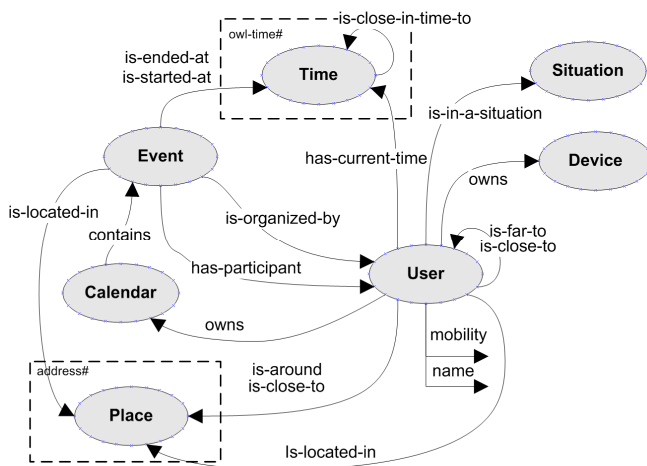 is-close-in-time-to
owl-time#
Time
is-ended-at
is-started-at
Situation
is-in-a-situation
Event
has-current-time
Device
owns
is-located-in
is-organized-by
is-far-to
is-close-to
contains
has-participant
User
Calendar
owns
mobility
name
address#
is-around
is-close-to
Place
Is-located-in